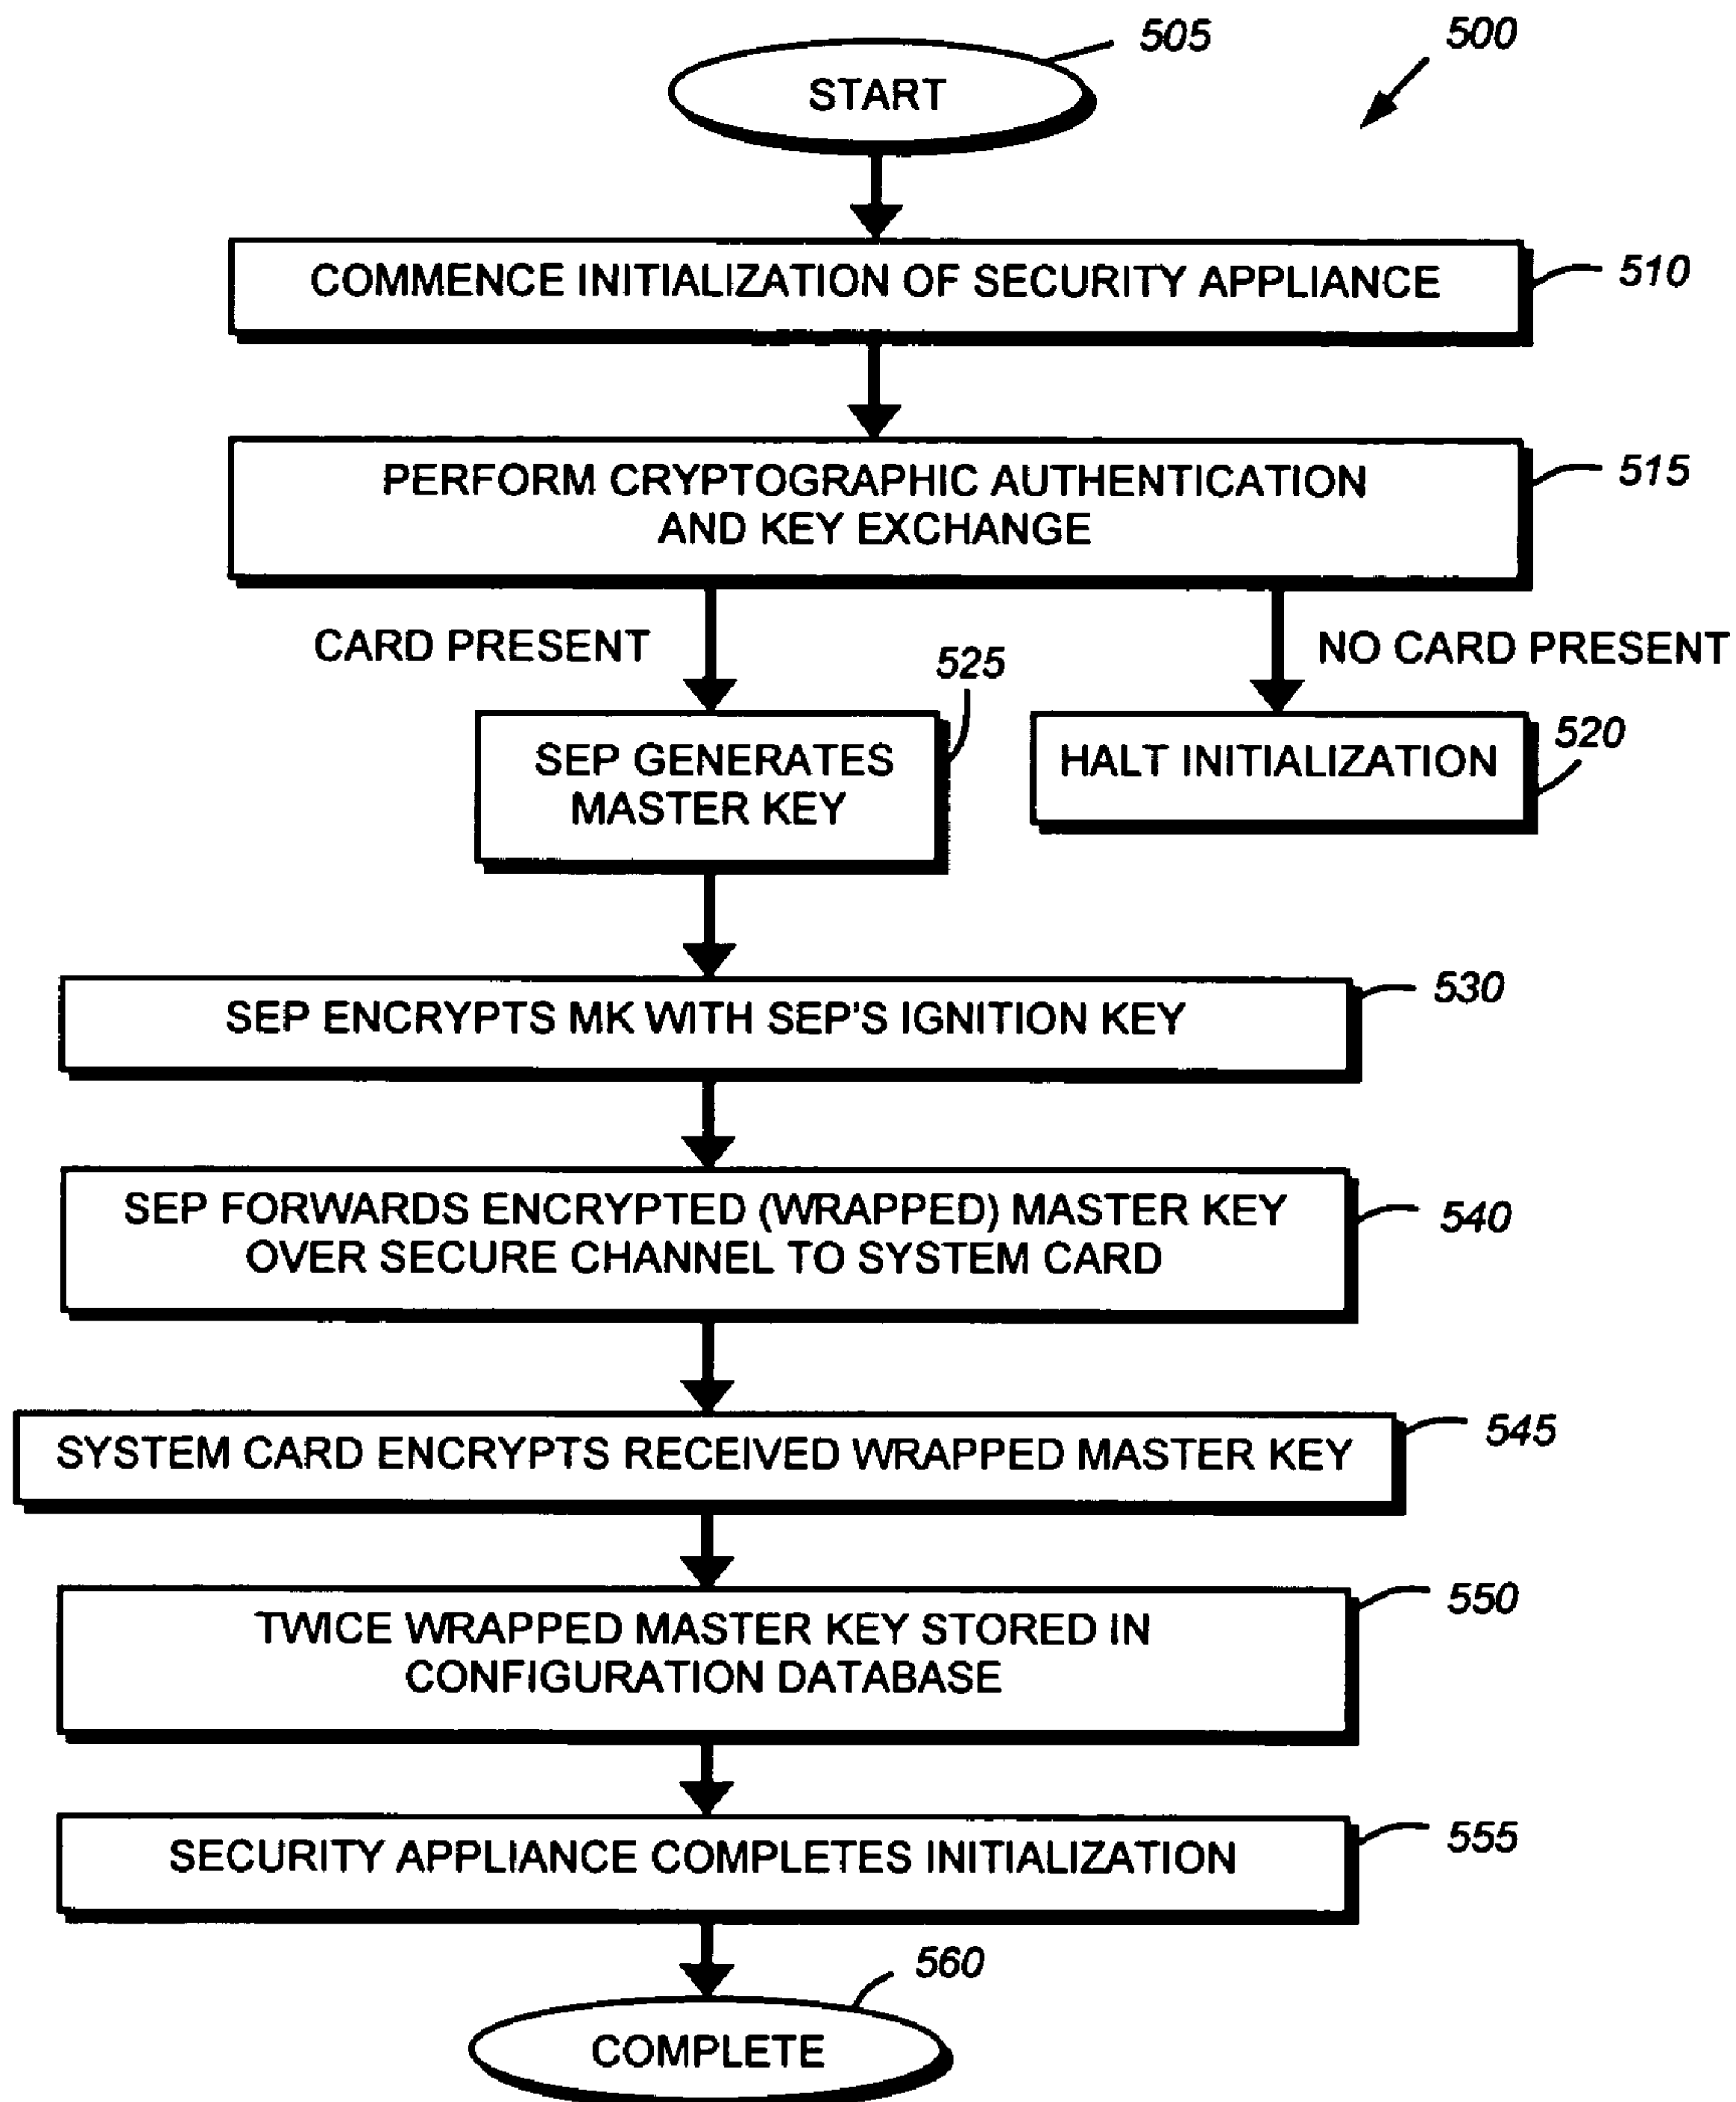 505
500
START
COMMENCE INITIALIZATION OF SECURITY APPLIANCE
510
PERFORM CRYPTOGRAPHIC AUTHENTICATION
AND KEY EXCHANGE
515
CARD PRESENT
NO CARD PRESENT
525
SEP GENERATES
MASTER KEY
HALT INITIALIZATION
520
SEP ENCRYPTS MK WITH SEP'S IGNITION KEY
530
SEP FORWARDS ENCRYPTED (WRAPPED) MASTER KEY
OVER SECURE CHANNEL TO SYSTEM CARD
540
SYSTEM CARD ENCRYPTS RECEIVED WRAPPED MASTER KEY
545
TWICE WRAPPED MASTER KEY STORED IN
CONFIGURATION DATABASE
550
SECURITY APPLIANCE COMPLETES INITIALIZATION
555
560
COMPLETE